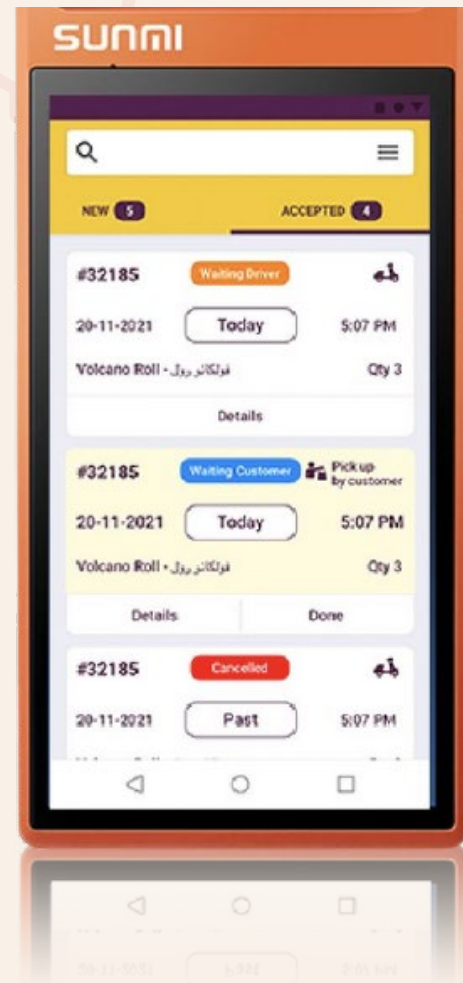 SUNMI
NEW 5 ACCEPTED 4
#32185 Waiting Driver
20-11-2021 Today 5:07 PM
Volcano Roll - فولكانو رول Qty 3
Details
#32185 Waiting Customer Pick up
by customer
20-11-2021 Today 5:07 PM
Volcano Roll - فولكانو رول Qty 3
Details Done
#32185 Cancelled
20-11-2021 Past 5:07 PM